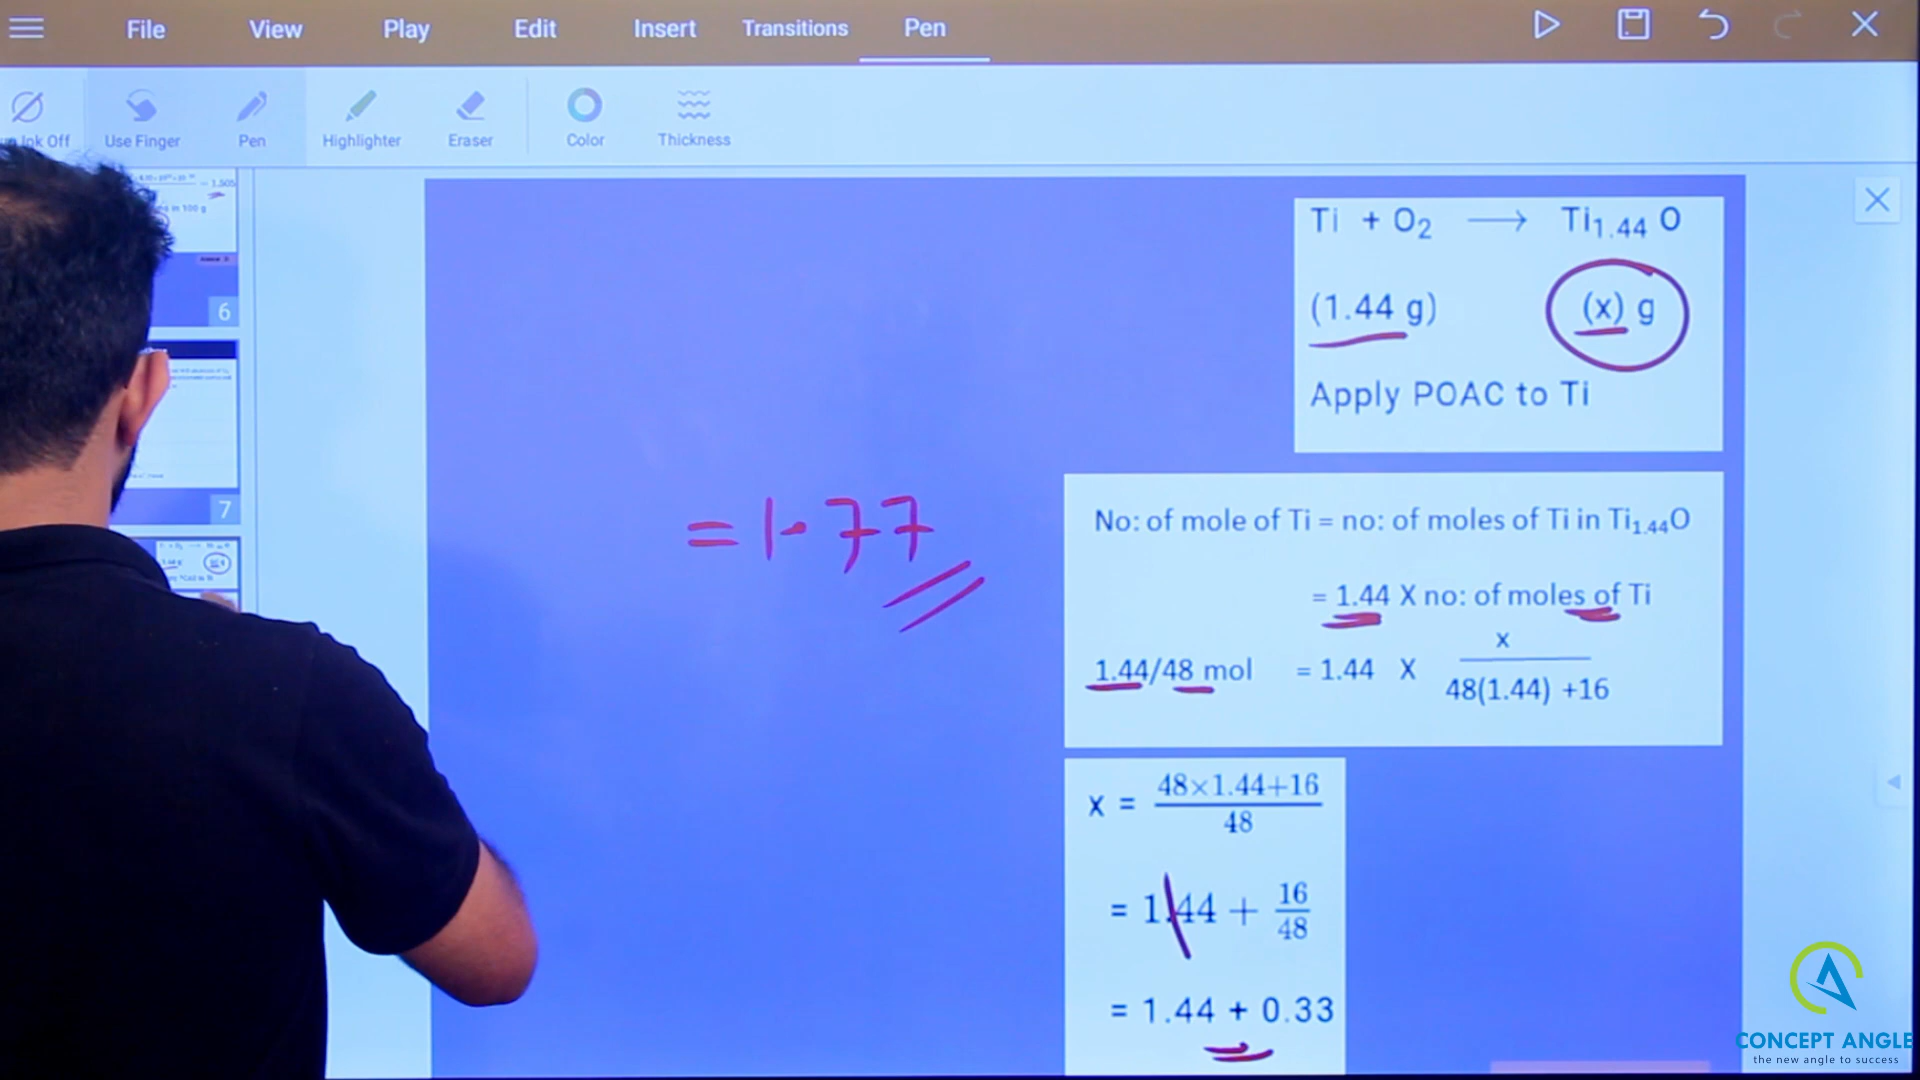 File View Play Edit Insert Transitions Pen
Ink Off Use Finger Pen Highlighter Eraser Color Thickness
6
7
Ti + O2 ⟶ Ti1.44 O
(1.44 g) (x) g
Apply POAC to Ti
= 1.77
No: of mole of Ti = no: of moles of Ti in Ti1.44O
= 1.44 X no: of moles of Ti
1.44/48 mol = 1.44 X x / 48(1.44) +16
x = 48×1.44+16 / 48
= 1.44 + 16/48
= 1.44 + 0.33
CONCEPT ANGLE
the new angle to success